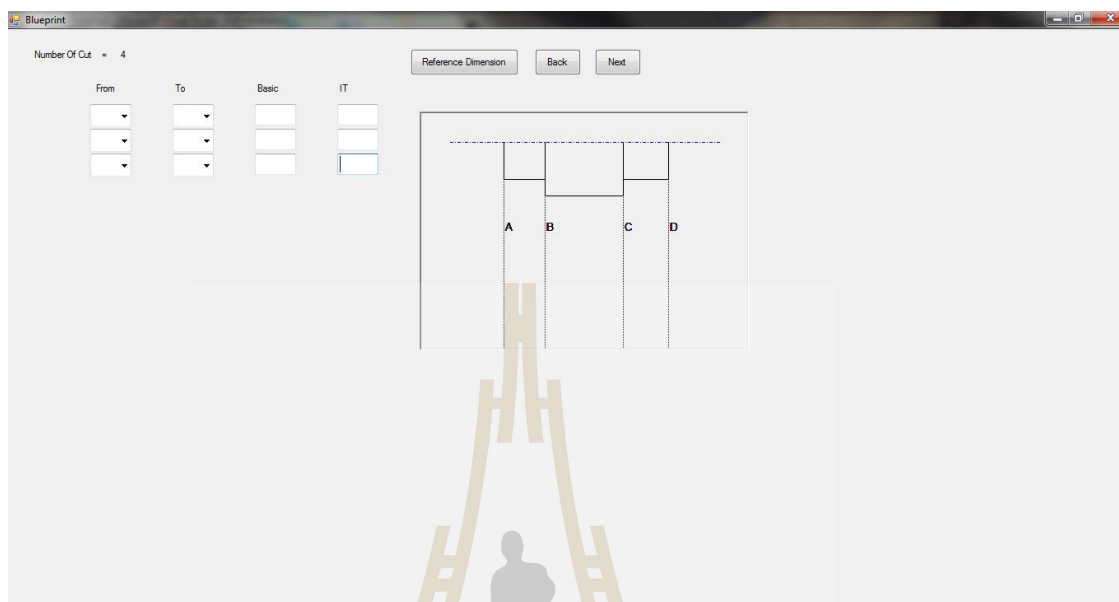 Blueprint
Number Of Cut = 4
Reference Dimension Back Next
From To Basic IT
A B C D